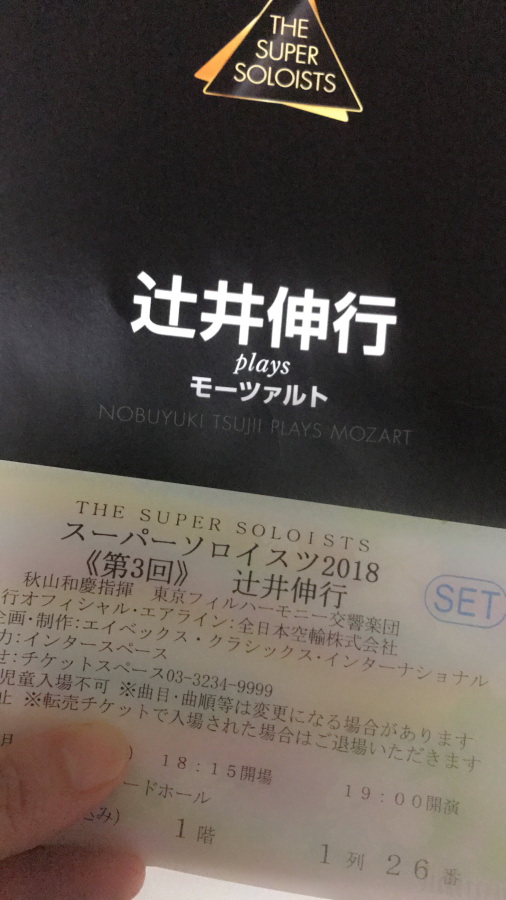 THE
SUPER
SOLOISTS
辻井伸行
plays
モーツァルト
NOBUYUKI TSUJII PLAYS MOZART
THE SUPER SOLOISTS
スーパーソロイスツ2018
《第3回》 辻井伸行
SET
秋山和慶指揮 東京フィルハーモニー交響楽団
行オフィシャル・エアライン:全日本空輸株式会社
企画・制作:エイベックス・クラシックス・インターナショナル
力:インタースペース
せ:チケットスペース03-3234-9999
児童入場不可 ※曲目・曲順等は変更になる場合があります
止 ※転売チケットで入場された場合はご退場いただきます
日 ) 18:15開場 19:00開演
ードホール
み) 1階 1列 26番